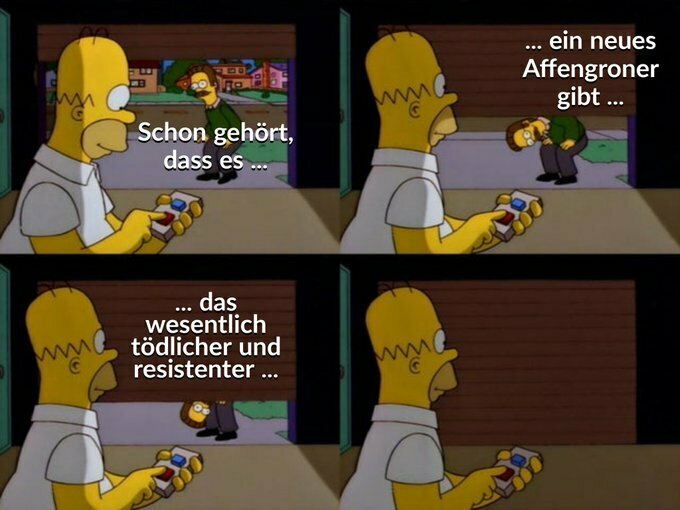 Schon gehört,
dass es ...
... ein neues
Affengroner
gibt ...
... das
wesentlich
tödlicher und
resistenter ...